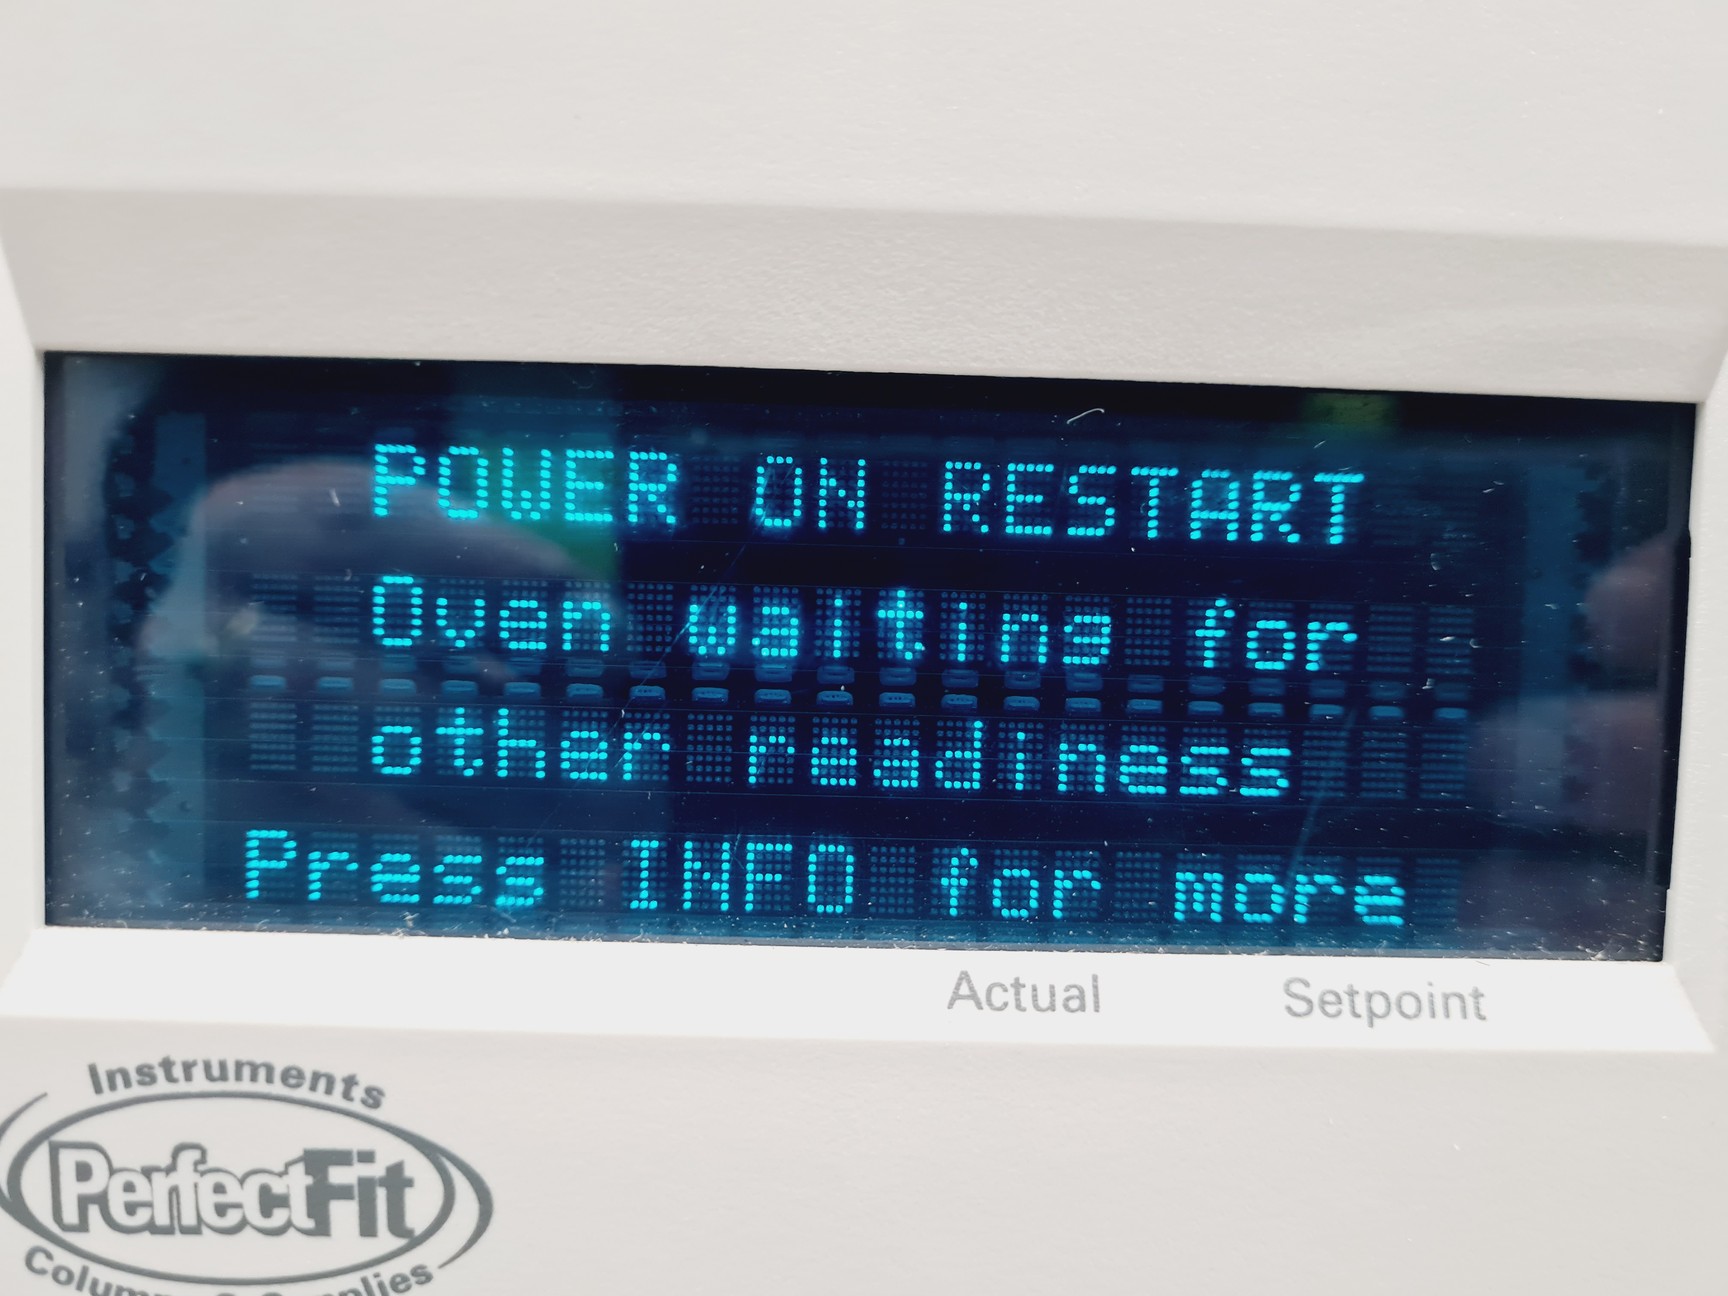 POWER ON RESTART
Oven waiting for
other readiness
Press INFO for more
Actual Setpoint
Instruments
PerfectFit